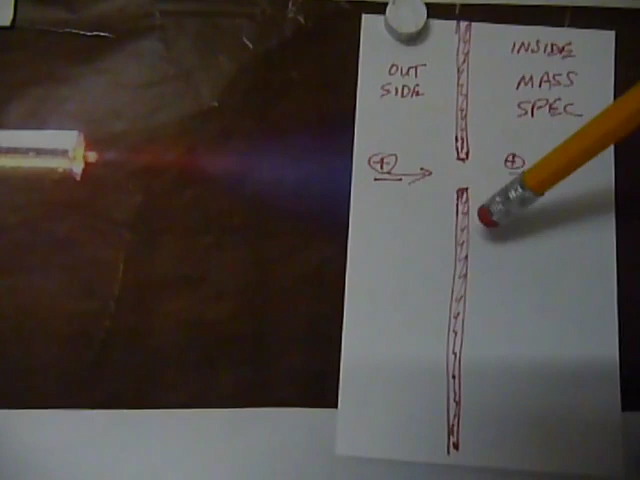 OUT
SIDE
INSIDE
MASS
SPEC
+
+